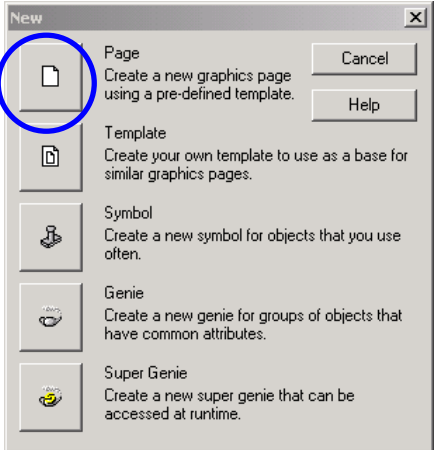 New
Page
Cancel
Create a new graphics page
using a pre-defined template.
Help
Template
Create your own template to use as a base for
similar graphics pages.
Symbol
Create a new symbol for objects that you use
often.
Genie
Create a new genie for groups of objects that
have common attributes.
Super Genie
Create a new super genie that can be
accessed at runtime.